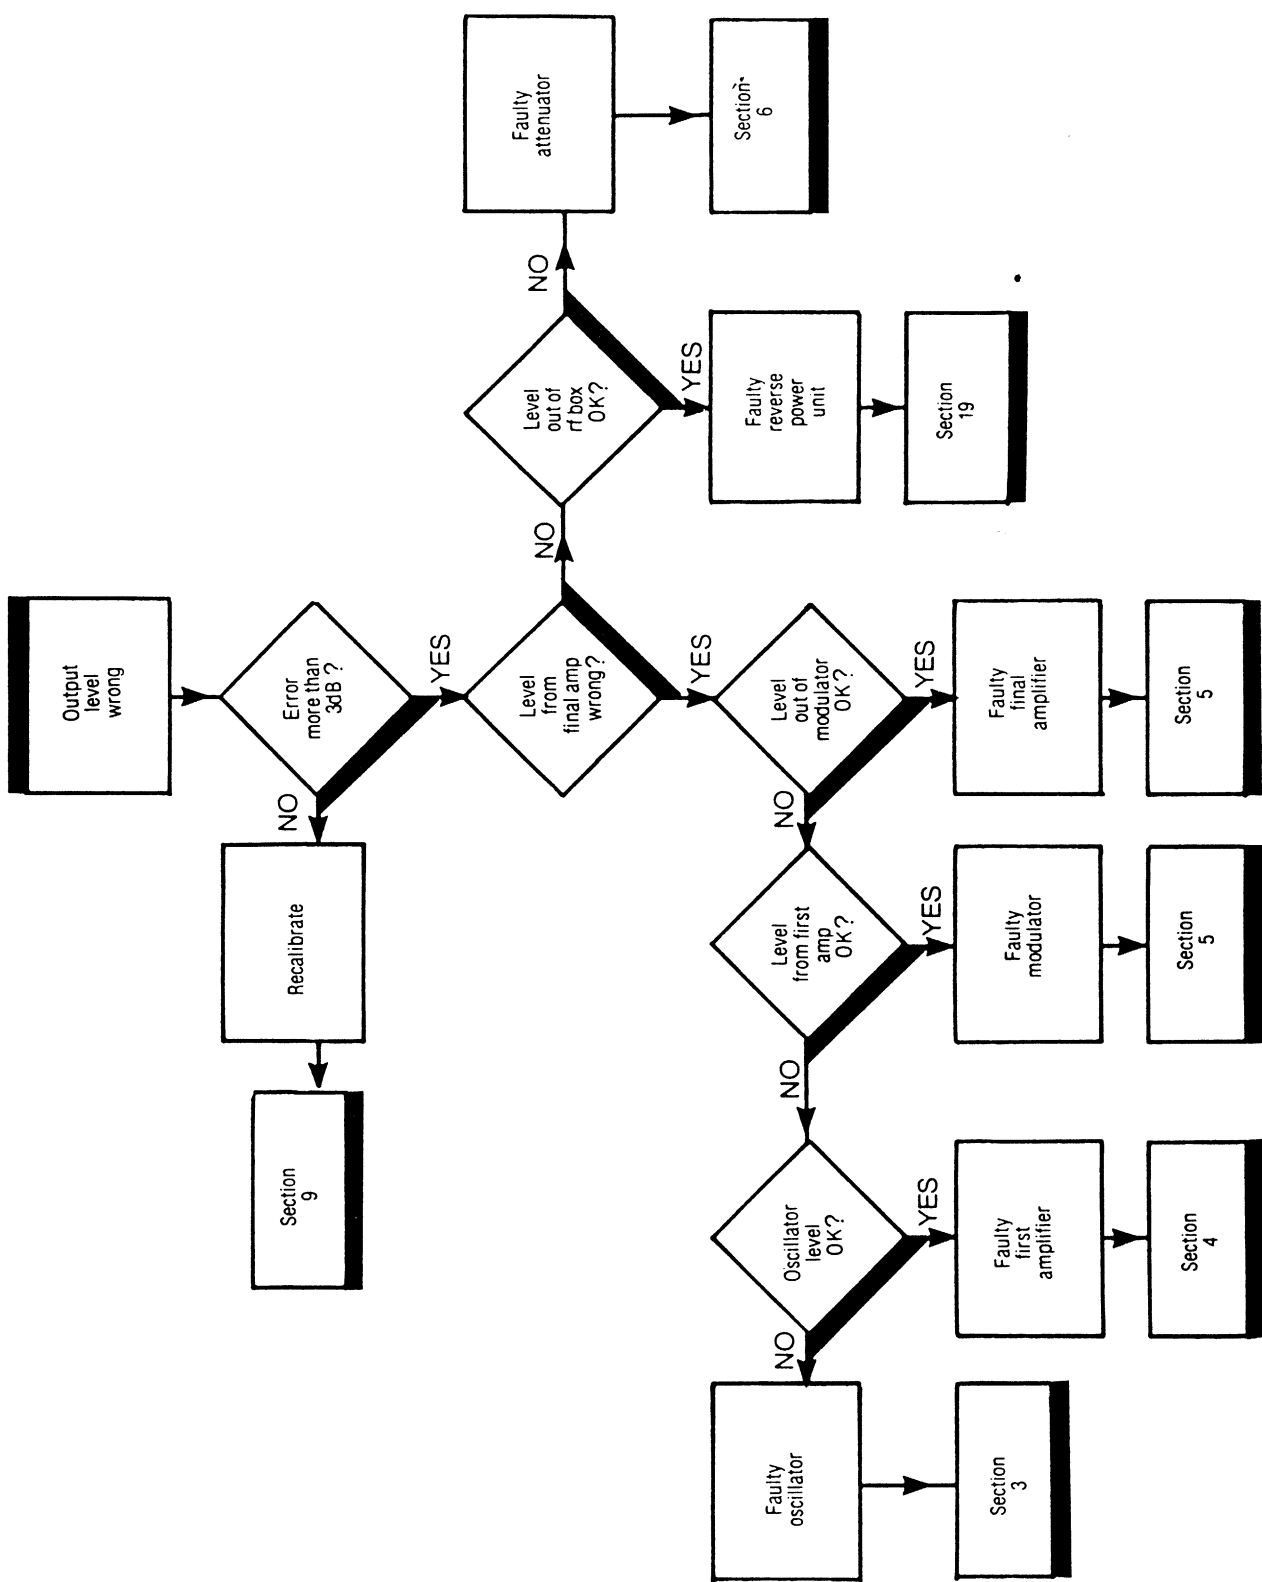 Output
level
wrong
Error
more than
3dB ?
NO
YES
Recalibrate
Section
9
Level
from
final amp
wrong?
NO
YES
Level
out of
rf box
OK?
NO
YES
Faulty
attenuator
Section
6
Faulty
reverse
power
unit
Section
19
Level
out of
modulator
OK?
NO
YES
Faulty
final
amplifier
Section
5
Level
from first
amp
OK?
NO
YES
Faulty
modulator
Section
5
Oscillator
level
OK?
NO
YES
Faulty
first
amplifier
Section
4
Faulty
oscillator
Section
3